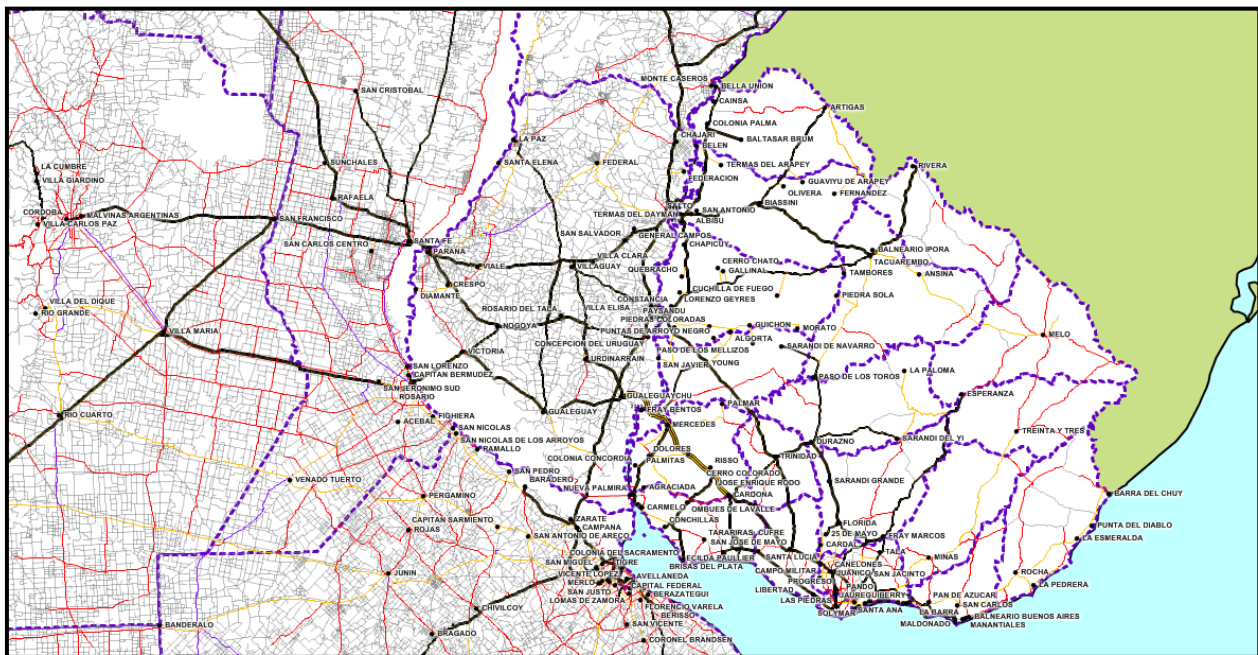 MONTE CASEROS
BELLA UNION
SAN CRISTOBAL
CAINSA
ARTIGAS
COLONIA PALMA
CHAJARI
BALTASAR BRUM
LA PAZ
BELEN
LA CUMBRE
SUNCHALES
SANTA ELENA
FEDERAL
TERMAS DEL ARAPEY
RIVERA
VILLA GIARDINO
FEDERACION
GUAVIYU DE ARAPEY
OLIVERA
FERNANDEZ
RAFAELA
BIASSINI
SALTO
SAN ANTONIO
CORDOBA
MALVINAS ARGENTINAS
SAN FRANCISCO
TERMAS DEL DAYMAN
ALBISU
VILLA CARLOS PAZ
SAN SALVADOR
GENERAL CAMPOS
SAN CARLOS CENTRO
SANTA FE
PARANA
CHAPICUY
BALNEARIO IPORA
VILLA CLARA
TACUAREMBO
VIALE
VILLAGUAY
QUEBRACHO
CERRO CHATO
GALLINAL
TAMBORES
ANSINA
CRESPO
DIAMANTE
CUCHILLA DE FUEGO
LORENZO GEYRES
PIEDRA SOLA
VILLA DEL DIQUE
RIO GRANDE
ROSARIO DEL TALA
VILLA ELISA
CONSTANCIA
PAYSANDU
PIEDRAS COLORADAS
NOGOYA
VILLA MARIA
PUNTAS DE ARROYO NEGRO
GUICHON
MORATO
MELO
CONCEPCION DEL URUGUAY
ALGORTA
SARANDI DE NAVARRO
VICTORIA
PASO DE LOS MELLIZOS
URDINARRAIN
SAN JAVIER
YOUNG
SAN LORENZO
CAPITAN BERMUDEZ
LA PALOMA
PASO DE LOS TOROS
SAN JERONIMO SUD
ROSARIO
GUALEGUAYCHU
ESPERANZA
RIO CUARTO
FIGHIERA
GUALEGUAY
FRAY BENTOS
PALMAR
ACEBAL
SAN NICOLAS
MERCEDES
TREINTA Y TRES
SAN NICOLAS DE LOS ARROYOS
RAMALLO
DOLORES
DURAZNO
SARANDI DEL YI
COLONIA CONCORDIA
PALMITAS
RISSO
TRINIDAD
SAN PEDRO
BARADERO
CERRO COLORADO
VENADO TUERTO
JOSE ENRIQUE RODO
SARANDI GRANDE
NUEVA PALMIRA
AGRACIADA
CARDONA
BARRA DEL CHUY
PERGAMINO
CARMELO
OMBUES DE LAVALLE
CAPITAN SARMIENTO
ZARATE
CONCHILLAS
FLORIDA
PUNTA DEL DIABLO
ROJAS
CAMPANA
TARARIRAS
CUFRE
25 DE MAYO
FRAY MARCOS
LA ESMERALDA
SAN ANTONIO DE ARECO
SAN JOSE DE MAYO
CARDAL
COLONIA DEL SACRAMENTO
ECILDA PAULLIER
SANTA LUCIA
TALA
MINAS
SAN MIGUEL
TIGRE
BRISAS DEL PLATA
CANELONES
JUNIN
VICENTE LOPEZ
AVELLANEDA
CAMPO MILITAR
JUANICO
SAN JACINTO
ROCHA
MERLO
CAPITAL FEDERAL
PROGRESO
PANDO
LA PEDRERA
SAN JUSTO
BERAZATEGUI
LIBERTAD
JAUREGUIBERRY
PAN DE AZUCAR
CHIVILCOY
LOMAS DE ZAMORA
FLORENCIO VARELA
LAS PIEDRAS
SANTA ANA
SAN CARLOS
BERISSO
SOLYMAR
LA BARRA
BALNEARIO BUENOS AIRES
BANDERALO
SAN VICENTE
MALDONADO
MANANTIALES
BRAGADO
CORONEL BRANDSEN